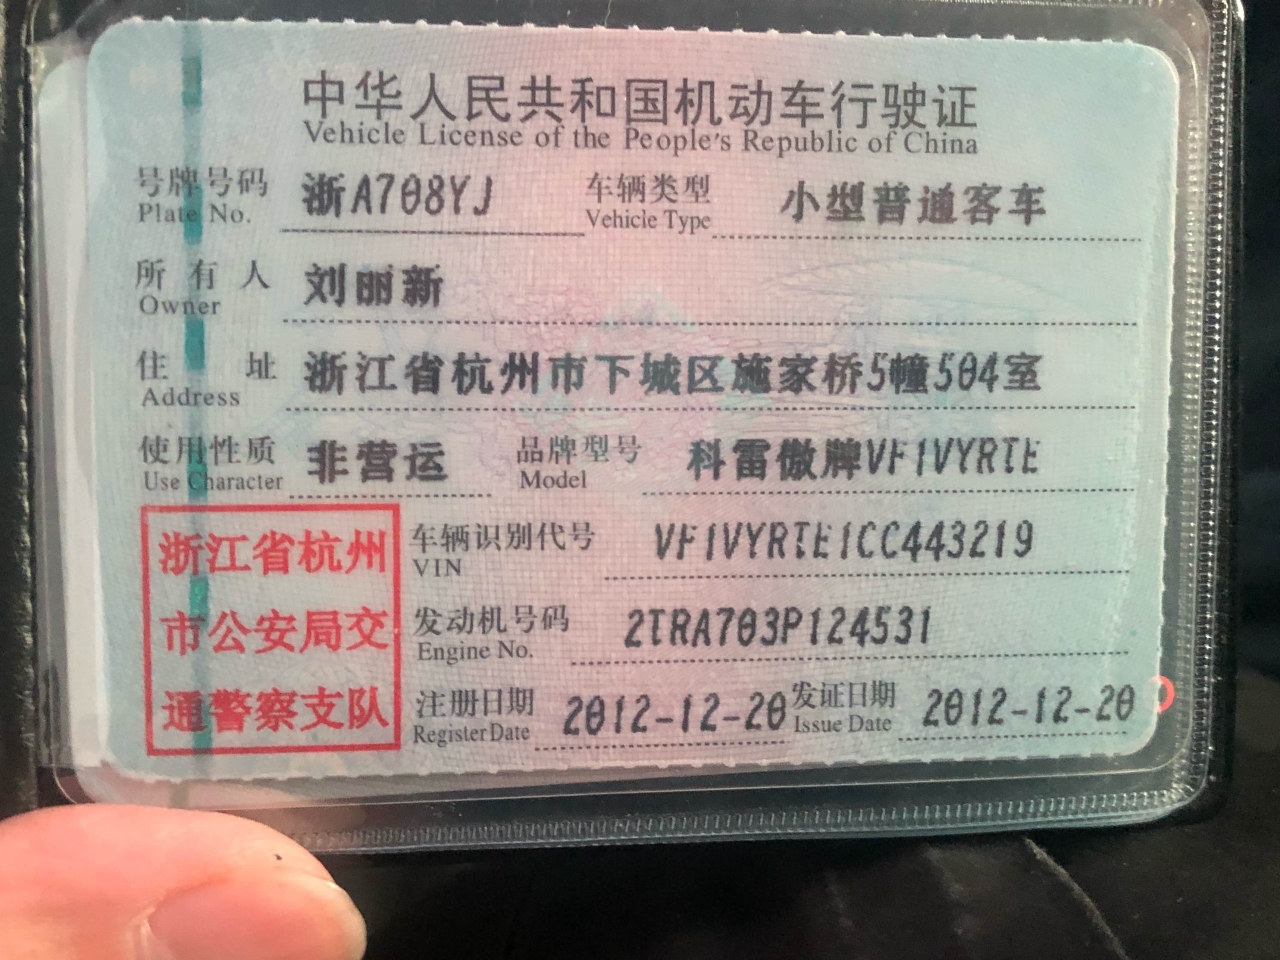 中华人民共和国机动车行驶证
Vehicle License of the People's Republic of China
号牌号码 浙A708YJ 车辆类型 小型普通客车
Plate No. Vehicle Type
所有人 刘丽新
Owner
住址 浙江省杭州市下城区施家桥5幢504室
Address
使用性质 非营运 品牌型号 科雷傲牌VF1VYRTE
Use Character Model
浙江省杭州
市公安局交
通警察支队
车辆识别代号 VF1VYRTE1CC443219
VIN
发动机号码 2TRA703P124531
Engine No.
注册日期 2012-12-20 发证日期 2012-12-20
Register Date Issue Date